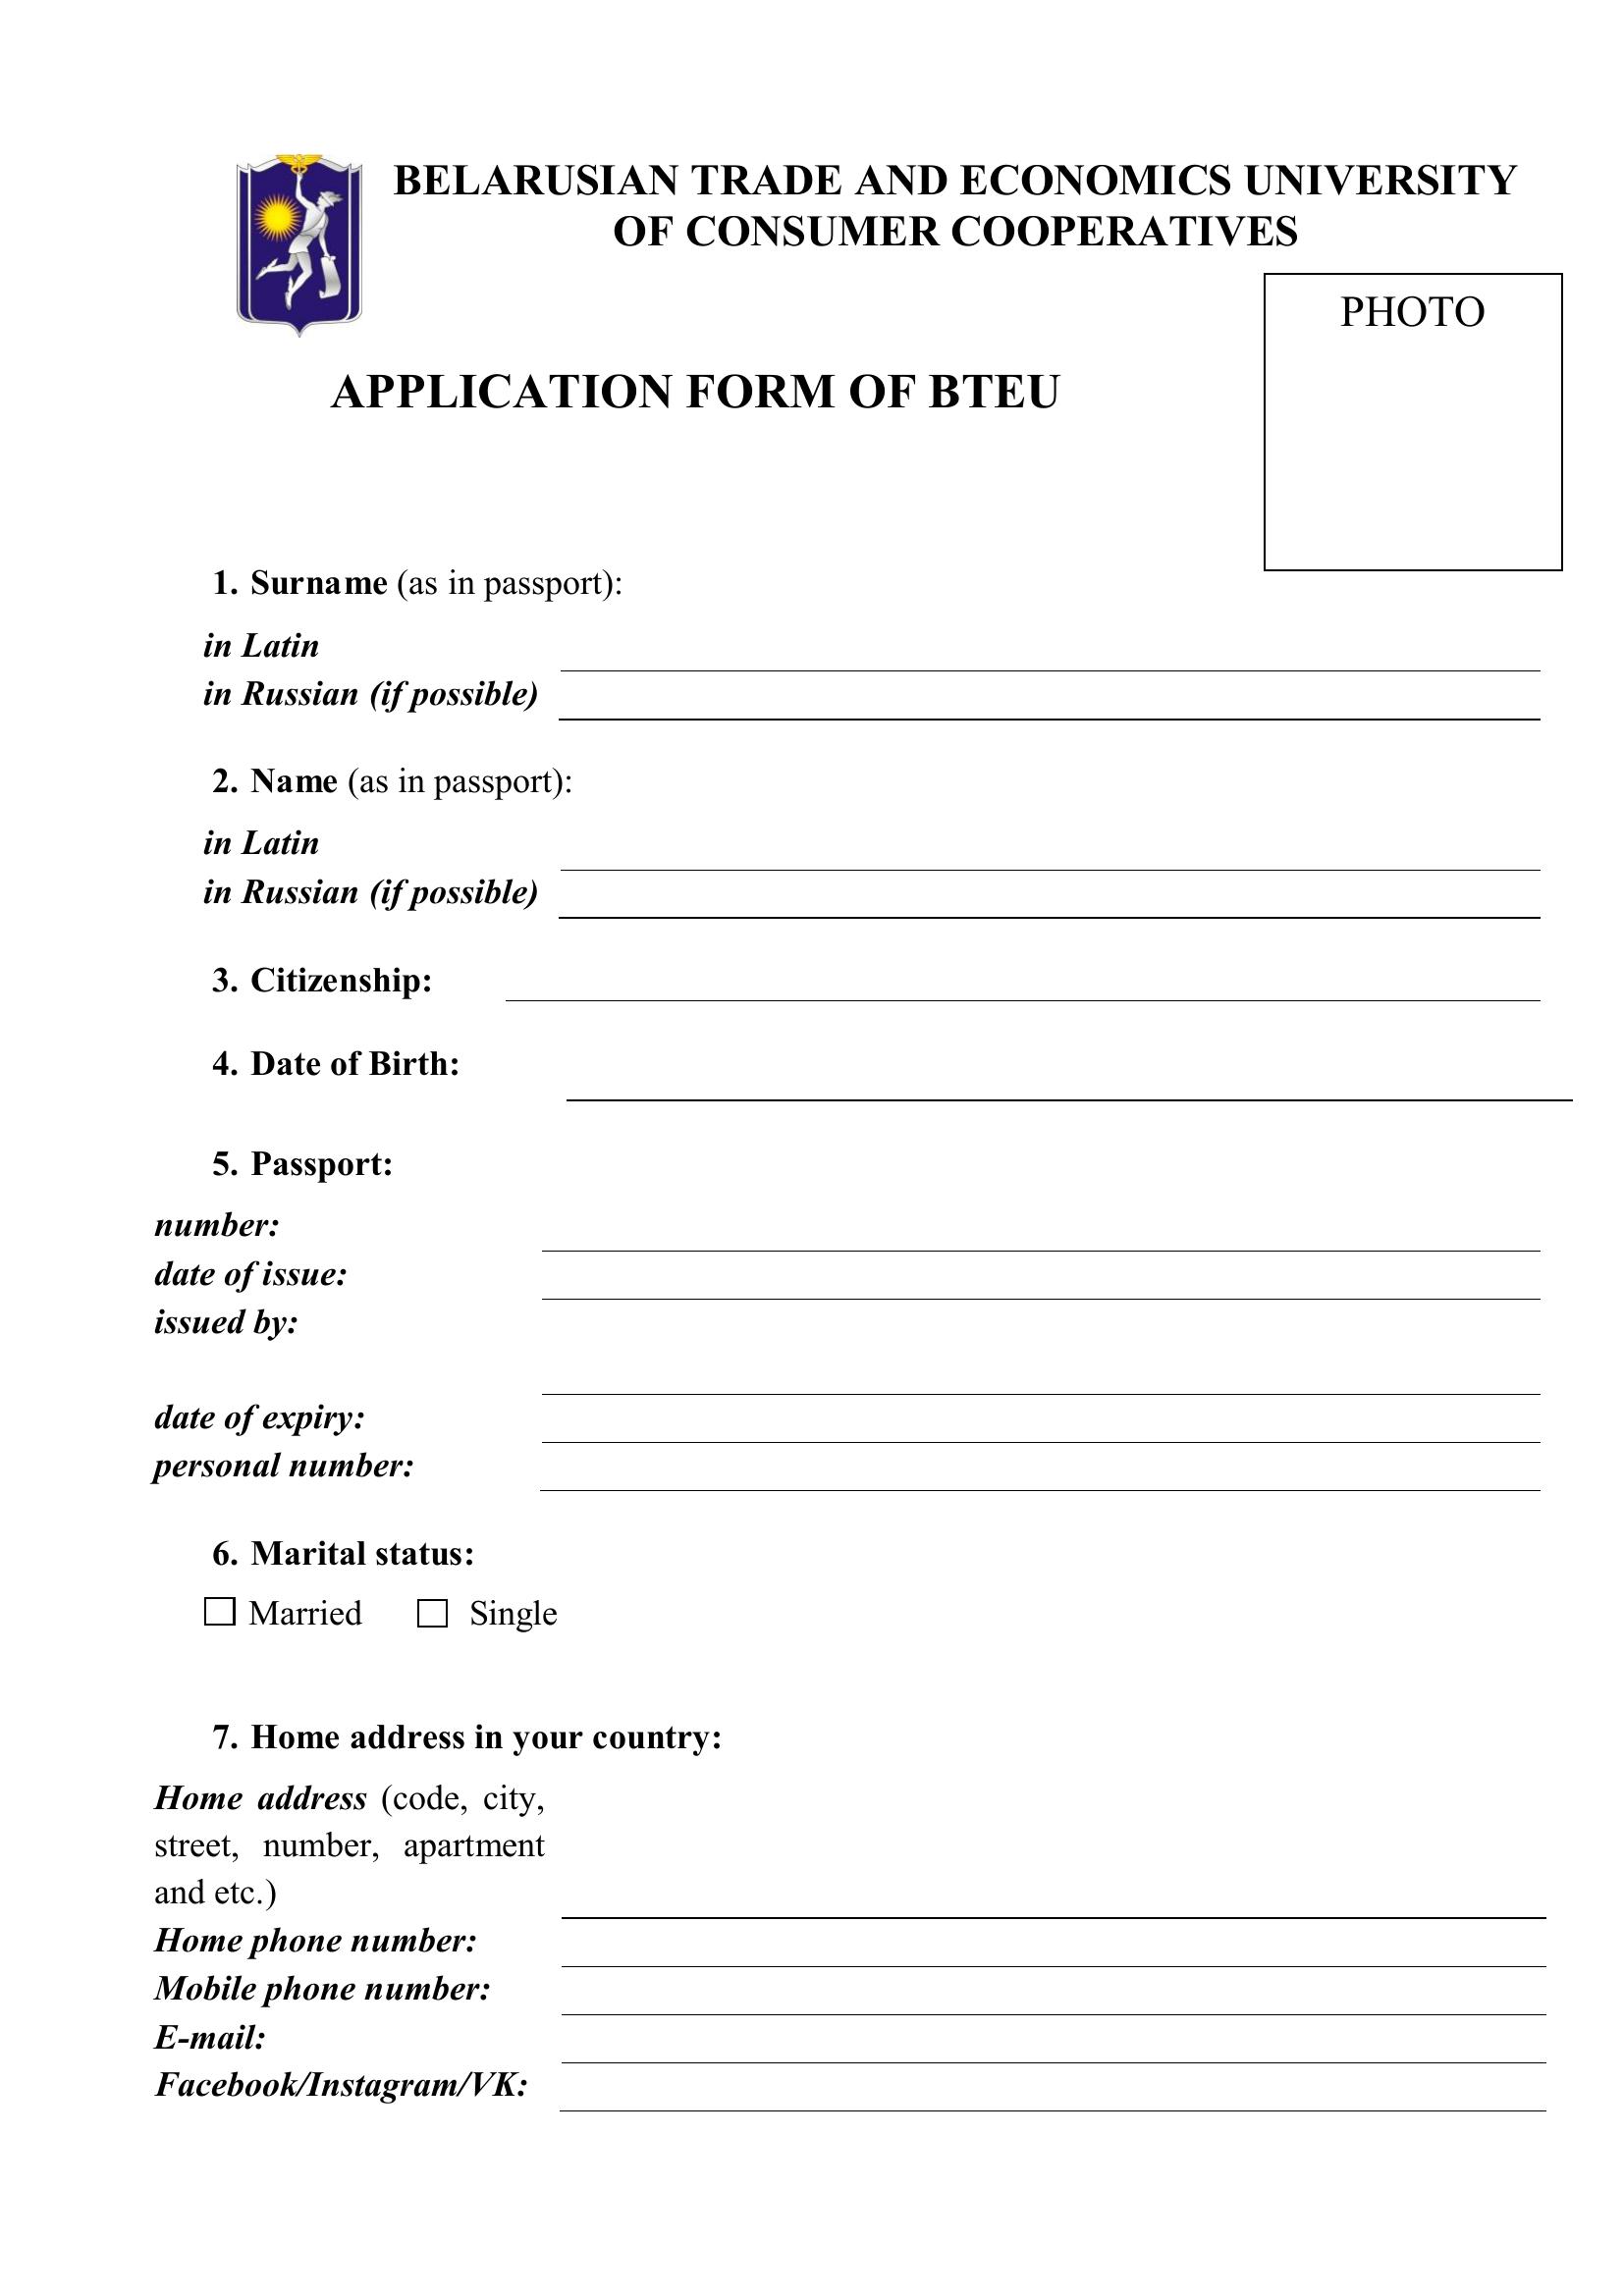 BELARUSIAN TRADE AND ECONOMICS UNIVERSITY
OF CONSUMER COOPERATIVES
PHOTO
APPLICATION FORM OF BTEU
1. Surname (as in passport):
in Latin
in Russian (if possible)
2. Name (as in passport):
in Latin
in Russian (if possible)
3. Citizenship:
4. Date of Birth:
5. Passport:
number:
date of issue:
issued by:
date of expiry:
personal number:
6. Marital status:
Married Single
7. Home address in your country:
Home address (code, city,
street, number, apartment
and etc.)
Home phone number:
Mobile phone number:
E-mail:
Facebook/Instagram/VK: